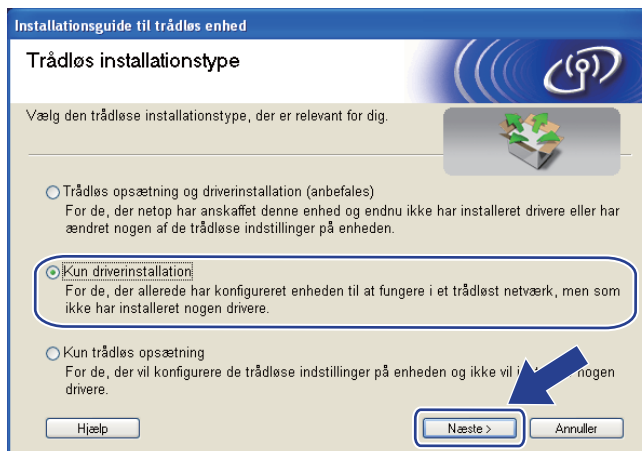 Installationsguide til trådløs enhed
Trådløs installationstype
Vælg den trådløse installationstype, der er relevant for dig.
Trådløs opsætning og driverinstallation (anbefales)
For de, der netop har anskaffet denne enhed og endnu ikke har installeret drivere eller har
ændret nogen af de trådløse indstillinger på enheden.
Kun driverinstallation
For de, der allerede har konfigureret enheden til at fungere i et trådløst netværk, men som
ikke har installeret nogen drivere.
Kun trådløs opsætning
For de, der vil konfigurere de trådløse indstillinger på enheden og ikke vil nogen
drivere.
Hjælp
Næste >
Annuller